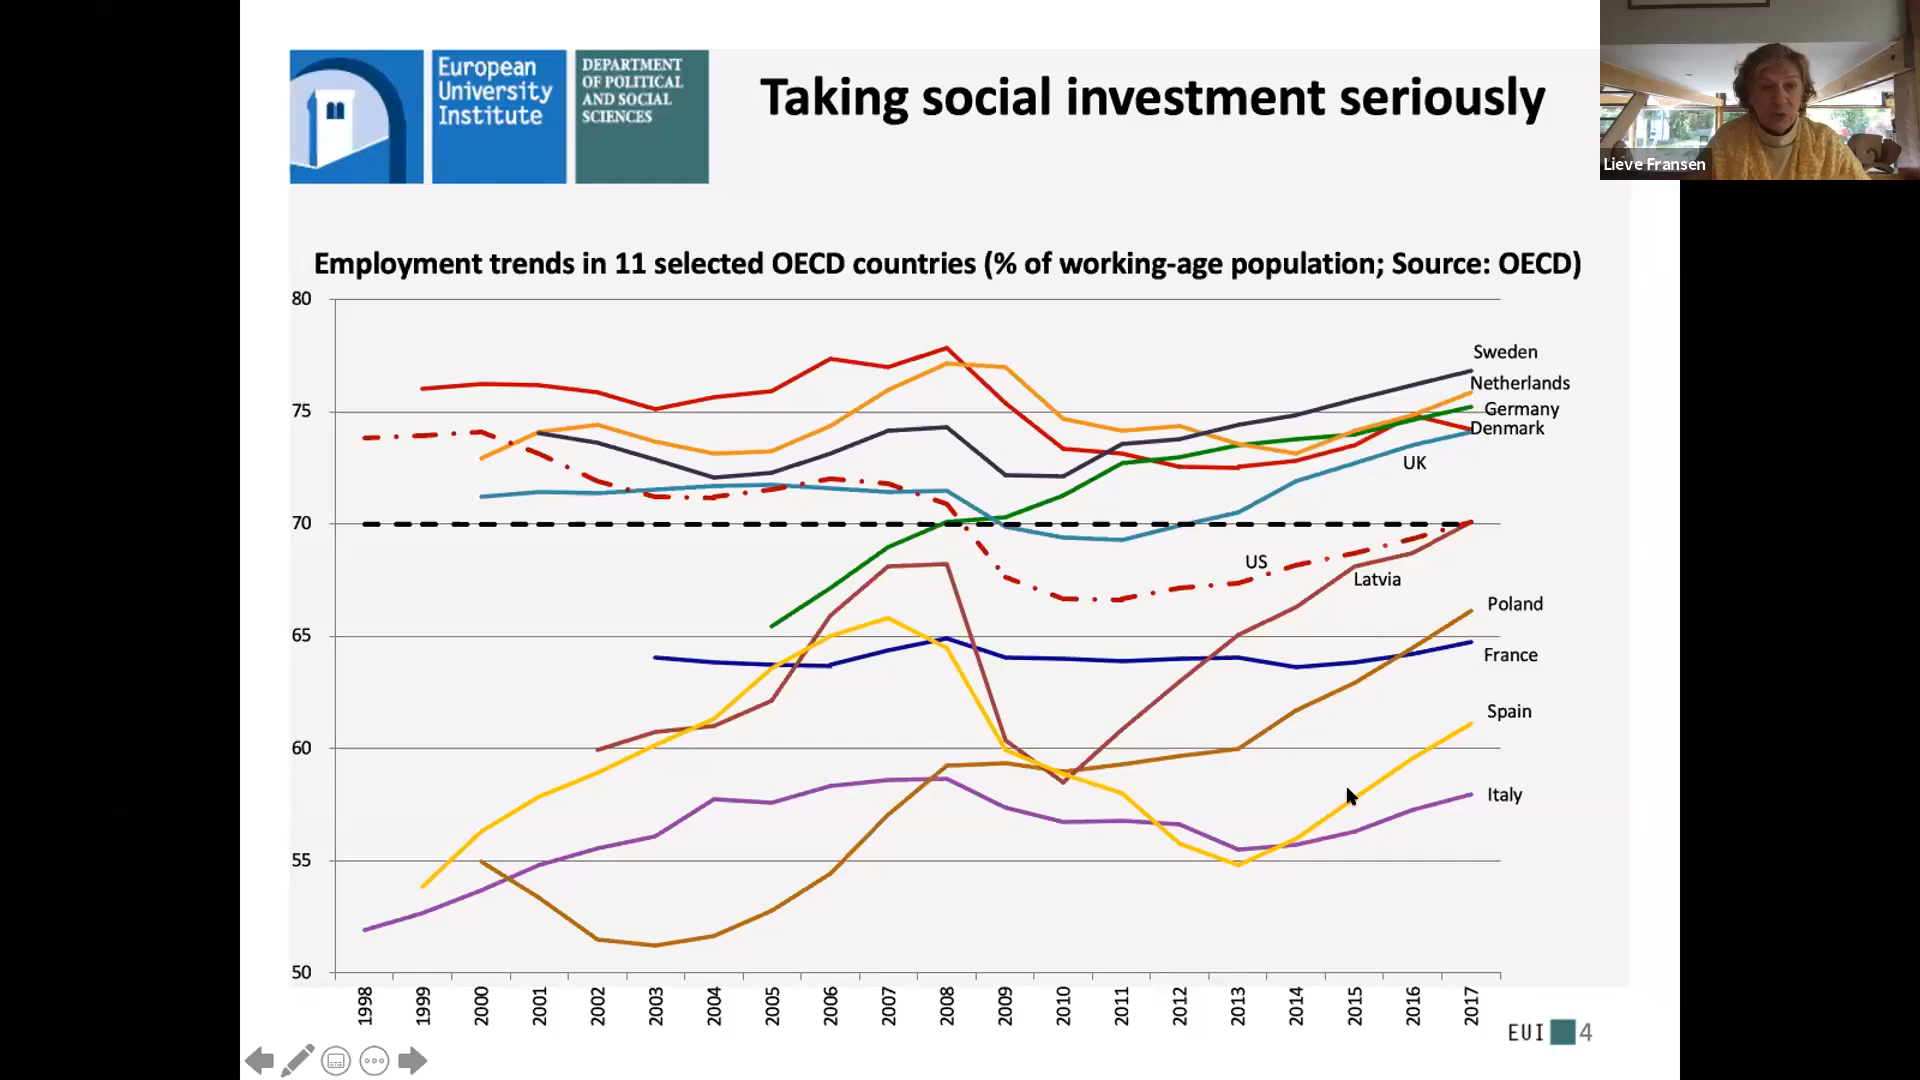 European
University
Institute
DEPARTMENT
OF POLITICAL
AND SOCIAL
SCIENCES
Taking social investment seriously
Lieve Fransen
Employment trends in 11 selected OECD countries (% of working-age population; Source: OECD)
80
75
70
65
60
55
50
Sweden
Netherlands
Germany
Denmark
UK
US
Latvia
Poland
France
Spain
Italy
1998
1999
2000
2001
2002
2003
2004
2005
2006
2007
2008
2009
2010
2011
2012
2013
2014
2015
2016
2017
EUI 4